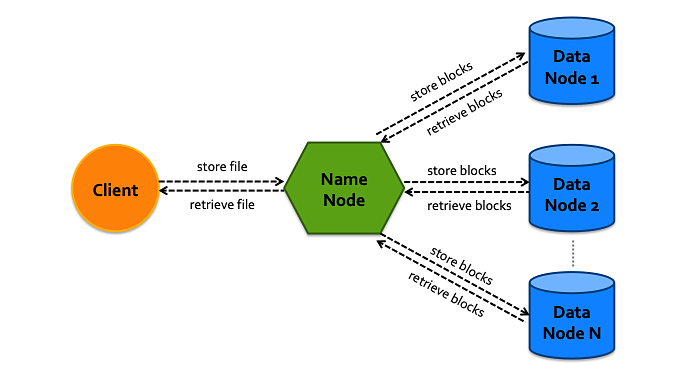 Client
store file
retrieve file
Name
Node
store blocks
retrieve blocks
Data
Node 1
store blocks
retrieve blocks
Data
Node 2
store blocks
retrieve blocks
Data
Node N